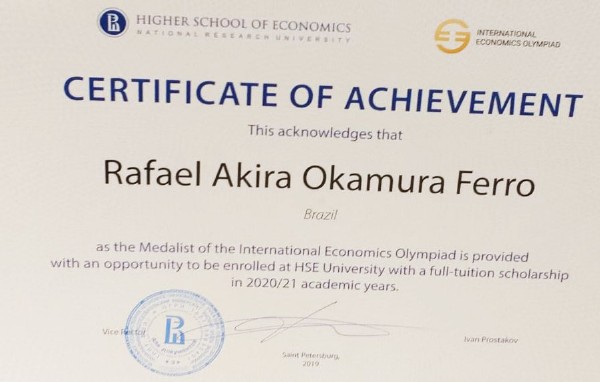 HIGHER SCHOOL OF ECONOMICS
NATIONAL RESEARCH UNIVERSITY
INTERNATIONAL
ECONOMICS OLYMPIAD
CERTIFICATE OF ACHIEVEMENT
This acknowledges that
Rafael Akira Okamura Ferro
Brazil
as the Medalist of the International Economics Olympiad is provided
with an opportunity to be enrolled at HSE University with a full-tuition scholarship
in 2020/21 academic years.
Vice Rector
Ivan Prostakov
Saint Petersburg,
2019